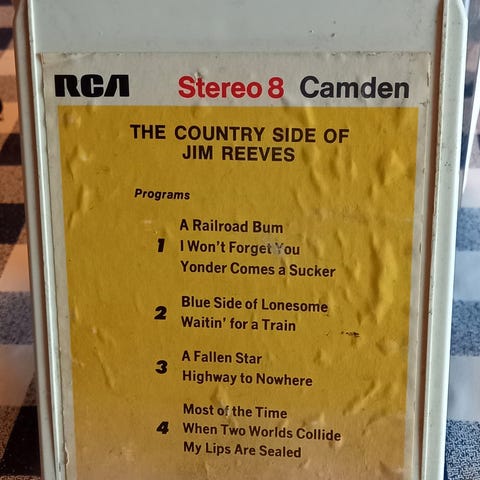 RCA Stereo 8 Camden
THE COUNTRY SIDE OF
JIM REEVES
Programs
A Railroad Bum
1 I Won't Forget You
Yonder Comes a Sucker
Blue Side of Lonesome
2 Waitin' for a Train
A Fallen Star
3 Highway to Nowhere
Most of the Time
4 When Two Worlds Collide
My Lips Are Sealed